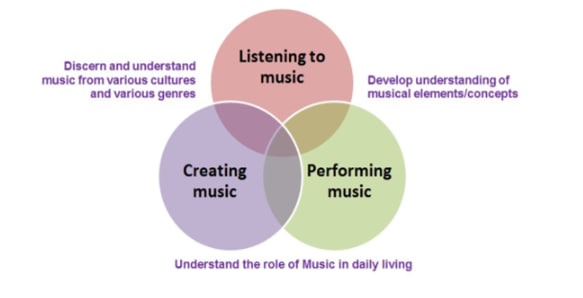 Listening to
music
Discern and understand
music from various cultures
and various genres
Develop understanding of
musical elements/concepts
Creating
music
Performing
music
Understand the role of Music in daily living